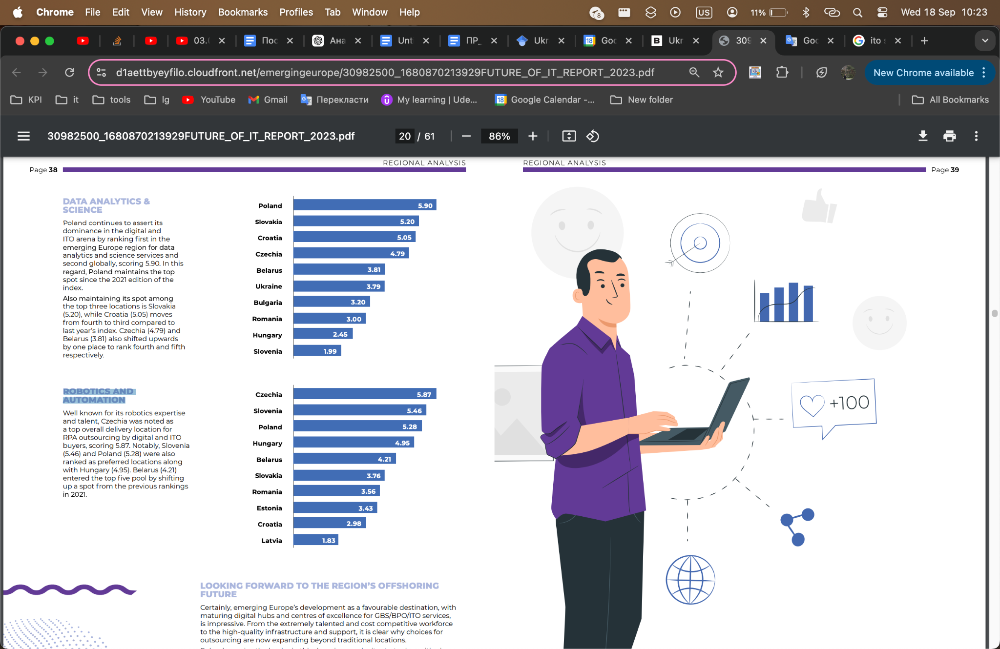 Chrome File Edit View History Bookmarks Profiles Tab Window Help 8 US 11% Wed 18 Sep 10:23
03. Пос Ана Unt ПР_ Ukr 18 Goo B Ukr 309 Goo ito s
d1aettbyeyfilo.cloudfront.net/emergingeurope/30982500_1680870213929FUTURE_OF_IT_REPORT_2023.pdf New Chrome available
KPI it tools Ig YouTube Gmail Перекласти My learning | Ude... 18 Google Calendar -... New folder All Bookmarks
30982500_1680870213929FUTURE_OF_IT_REPORT_2023.pdf 20 / 61 86%
REGIONAL ANALYSIS
Page 38
DATA ANALYTICS &
SCIENCE
Poland continues to assert its
dominance in the digital and
ITO arena by ranking first in the
emerging Europe region for data
analytics and science services and
second globally, scoring 5.90. In this
regard, Poland maintains the top
spot since the 2021 edition of the
index.
Also maintaining its spot among
the top three locations is Slovakia
(5.20), while Croatia (5.05) moves
from fourth to third compared to
last year's index. Czechia (4.79) and
Belarus (3.81) also shifted upwards
by one place to rank fourth and fifth
respectively.
Poland 5.90
Slovakia 5.20
Croatia 5.05
Czechia 4.79
Belarus 3.81
Ukraine 3.79
Bulgaria 3.20
Romania 3.00
Hungary 2.45
Slovenia 1.99
ROBOTICS AND
AUTOMATION
Well known for its robotics expertise
and talent, Czechia was noted as
a top overall delivery location for
RPA outsourcing by digital and ITO
buyers, scoring 5.87. Notably, Slovenia
(5.46) and Poland (5.28) were also
ranked as preferred locations along
with Hungary (4.95). Belarus (4.21)
entered the top five pool by shifting
up a spot from the previous rankings
in 2021.
Czechia 5.87
Slovenia 5.46
Poland 5.28
Hungary 4.95
Belarus 4.21
Slovakia 3.76
Romania 3.56
Estonia 3.43
Croatia 2.98
Latvia 1.83
LOOKING FORWARD TO THE REGION'S OFFSHORING
FUTURE
Certainly, emerging Europe's development as a favourable destination, with
maturing digital hubs and centres of excellence for GBS/BPO/ITO services,
is impressive. From the extremely talented and cost competitive workforce
to the high-quality infrastructure and support, it is clear why choices for
outsourcing are now expanding beyond traditional locations.
REGIONAL ANALYSIS
Page 39
+100